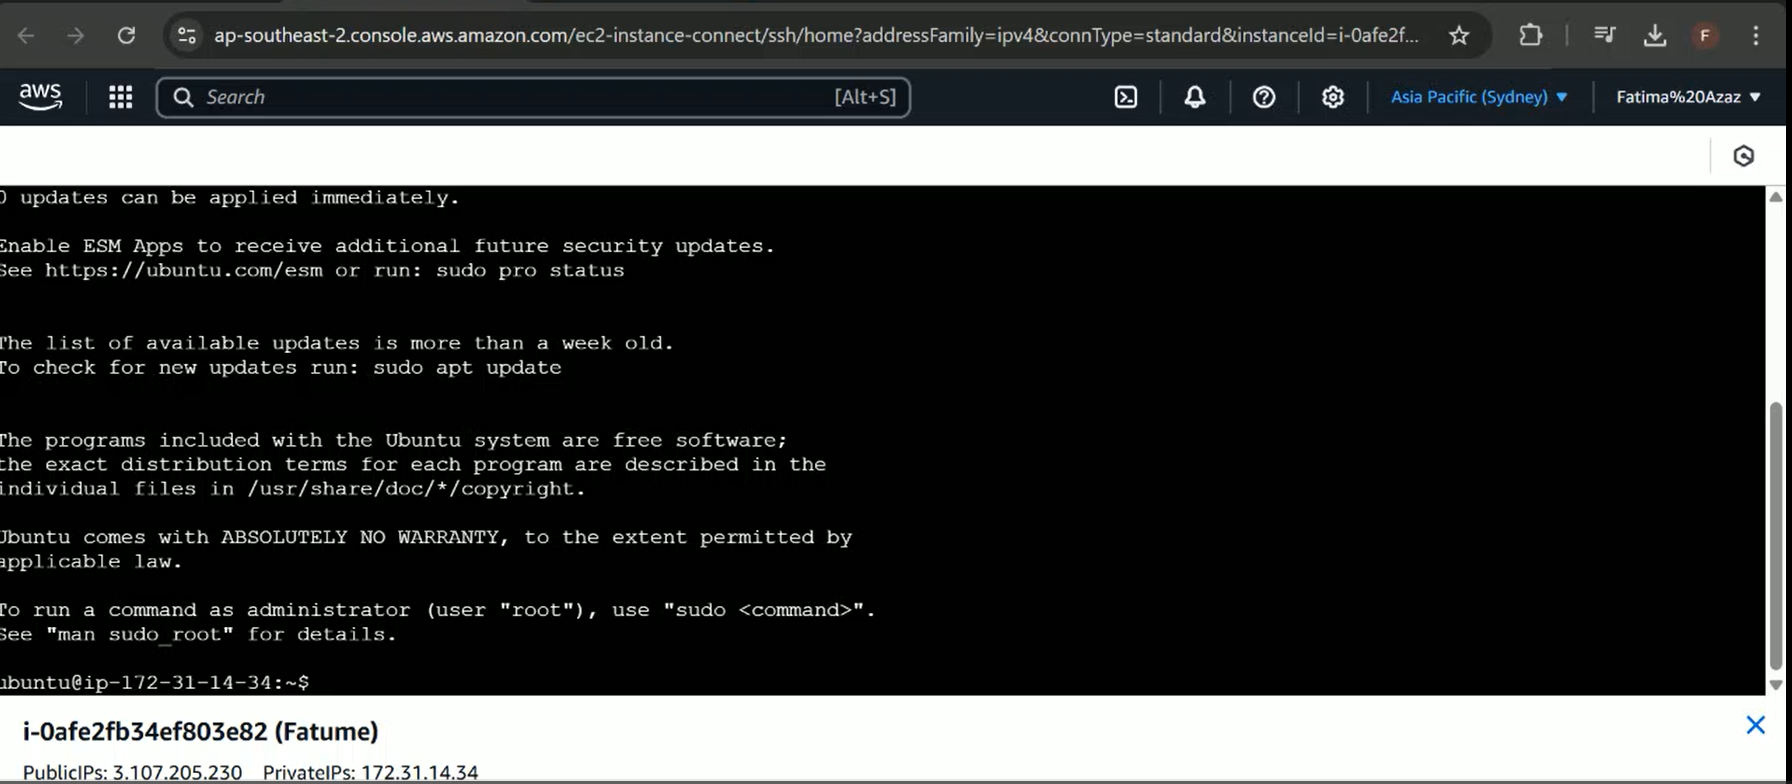 ap-southeast-2.console.aws.amazon.com/ec2-instance-connect/ssh/home?addressFamily=ipv4&connType=standard&instanceId=i-0afe2f...
F
aws
Search
[Alt+S]
Asia Pacific (Sydney)
Fatima%20Azaz
0 updates can be applied immediately.
Enable ESM Apps to receive additional future security updates.
See https://ubuntu.com/esm or run: sudo pro status
The list of available updates is more than a week old.
To check for new updates run: sudo apt update
The programs included with the Ubuntu system are free software;
the exact distribution terms for each program are described in the
individual files in /usr/share/doc/*/copyright.
Ubuntu comes with ABSOLUTELY NO WARRANTY, to the extent permitted by
applicable law.
To run a command as administrator (user "root"), use "sudo <command>".
See "man sudo_root" for details.
ubuntu@ip-172-31-14-34:~$
i-0afe2fb34ef803e82 (Fatume)
PublicIPs: 3.107.205.230 PrivateIPs: 172.31.14.34